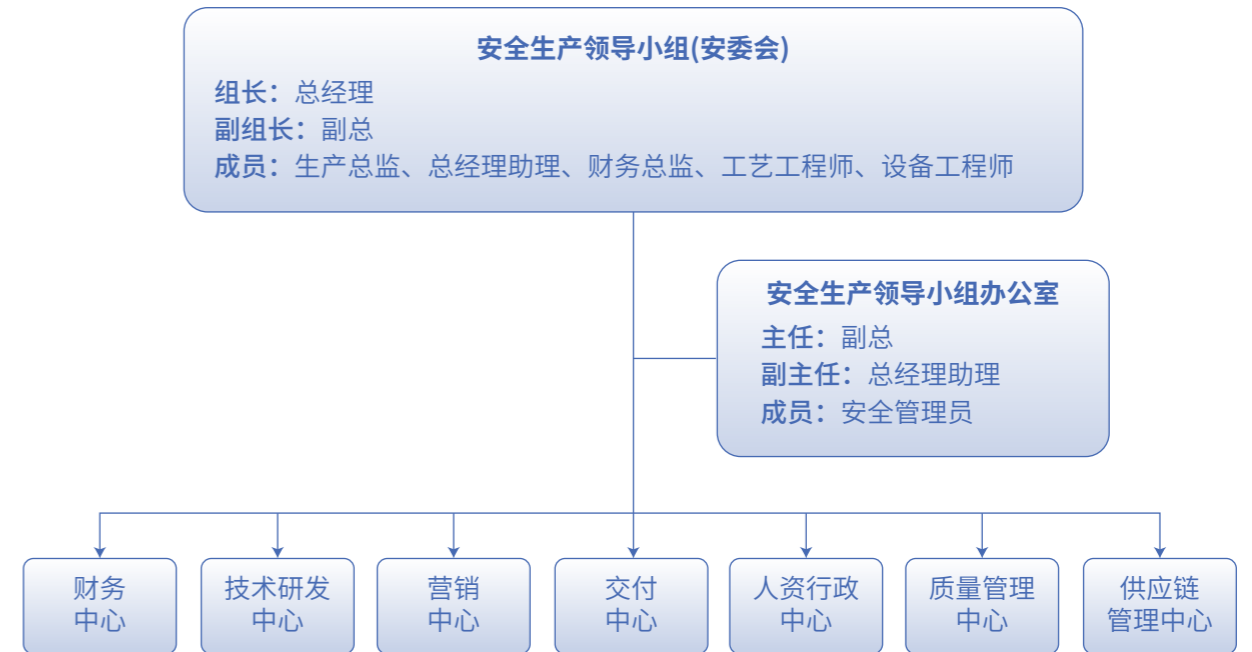 安全生产领导小组(安委会)
组长：总经理
副组长：副总
成员：生产总监、总经理助理、财务总监、工艺工程师、设备工程师
安全生产领导小组办公室
主任：副总
副主任：总经理助理
成员：安全管理员
财务
中心
技术研发
中心
营销
中心
交付
中心
人资行政
中心
质量管理
中心
供应链
管理中心